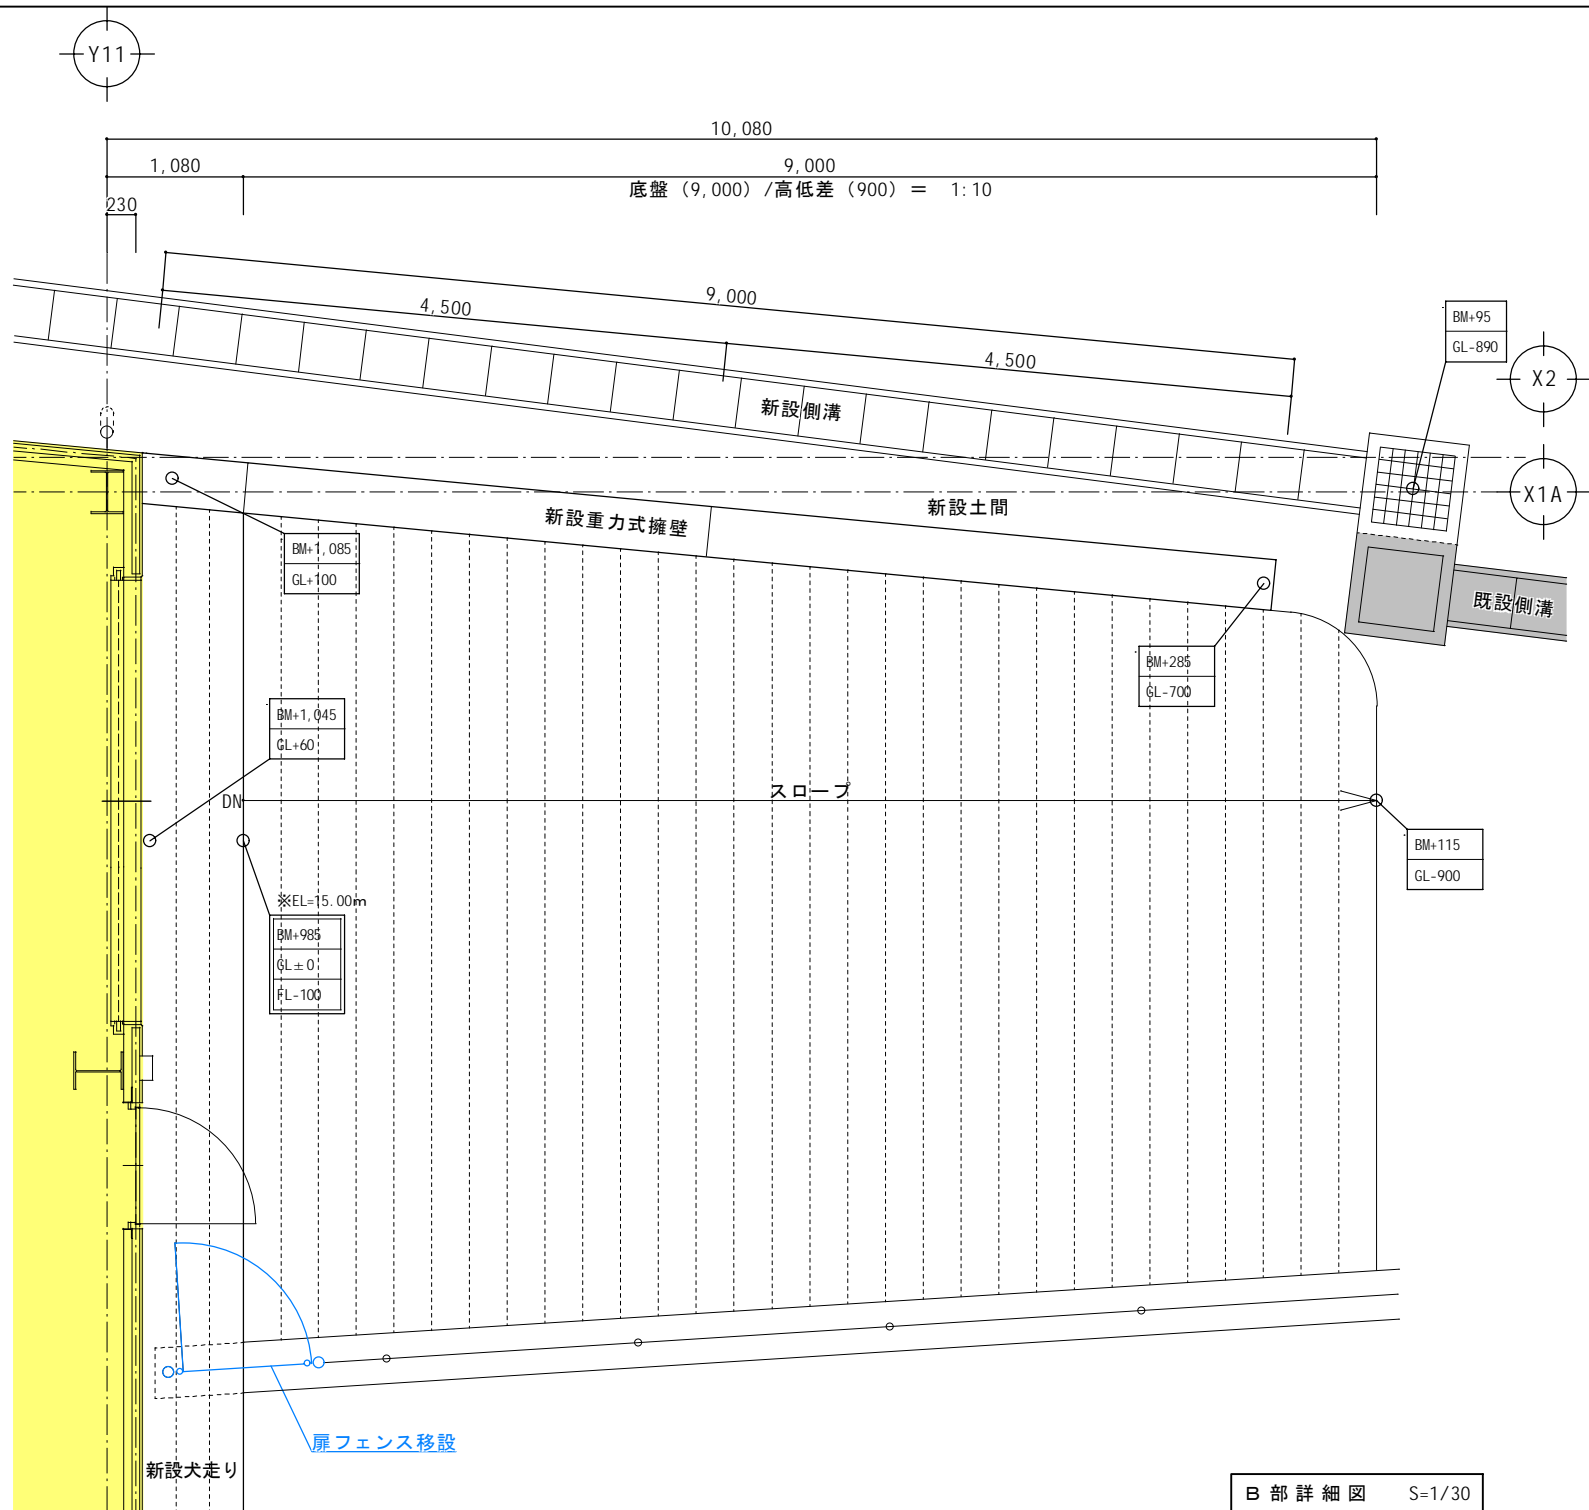 Y11
10,080
1,080
9,000
底盤（9,000）/高低差（900）＝　1:10
230
9,000
4,500
4,500
BM+95
GL-890
X2
新設側溝
X1A
新設土間
新設重力式擁壁
BM+1,085
GL+100
既設側溝
BM+285
GL-700
BM+1,045
GL+60
DN
スロープ
BM+115
GL-900
※EL=15.00m
BM+985
GL±0
FL-100
扉フェンス移設
新設犬走り
B 部 詳 細 図　S=1/30